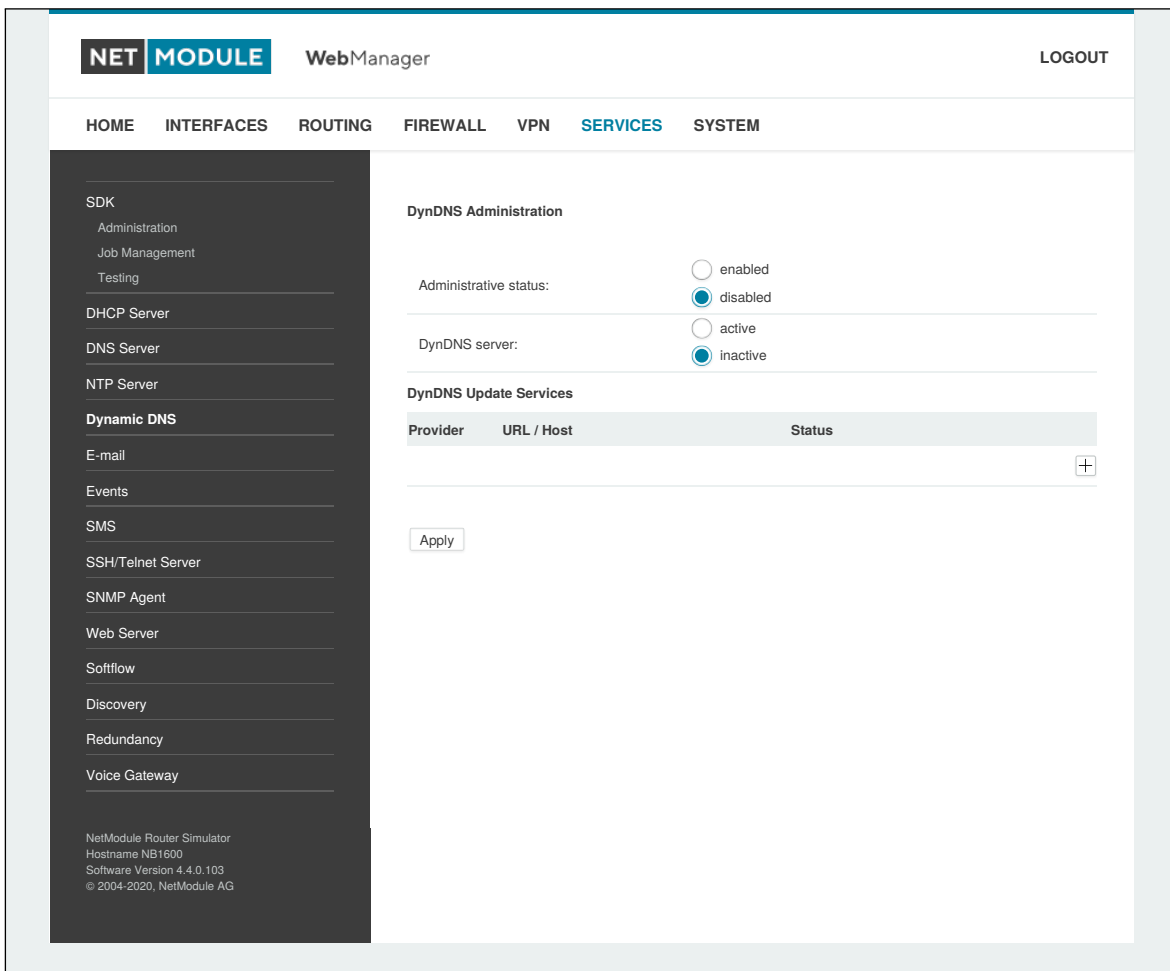 NET MODULE WebManager LOGOUT
HOME INTERFACES ROUTING FIREWALL VPN SERVICES SYSTEM
SDK
Administration
Job Management
Testing
DHCP Server
DNS Server
NTP Server
Dynamic DNS
E-mail
Events
SMS
SSH/Telnet Server
SNMP Agent
Web Server
Softflow
Discovery
Redundancy
Voice Gateway
NetModule Router Simulator
Hostname NB1600
Software Version 4.4.0.103
© 2004-2020, NetModule AG
DynDNS Administration
Administrative status:
enabled
disabled
DynDNS server:
active
inactive
DynDNS Update Services
Provider URL / Host Status
Apply